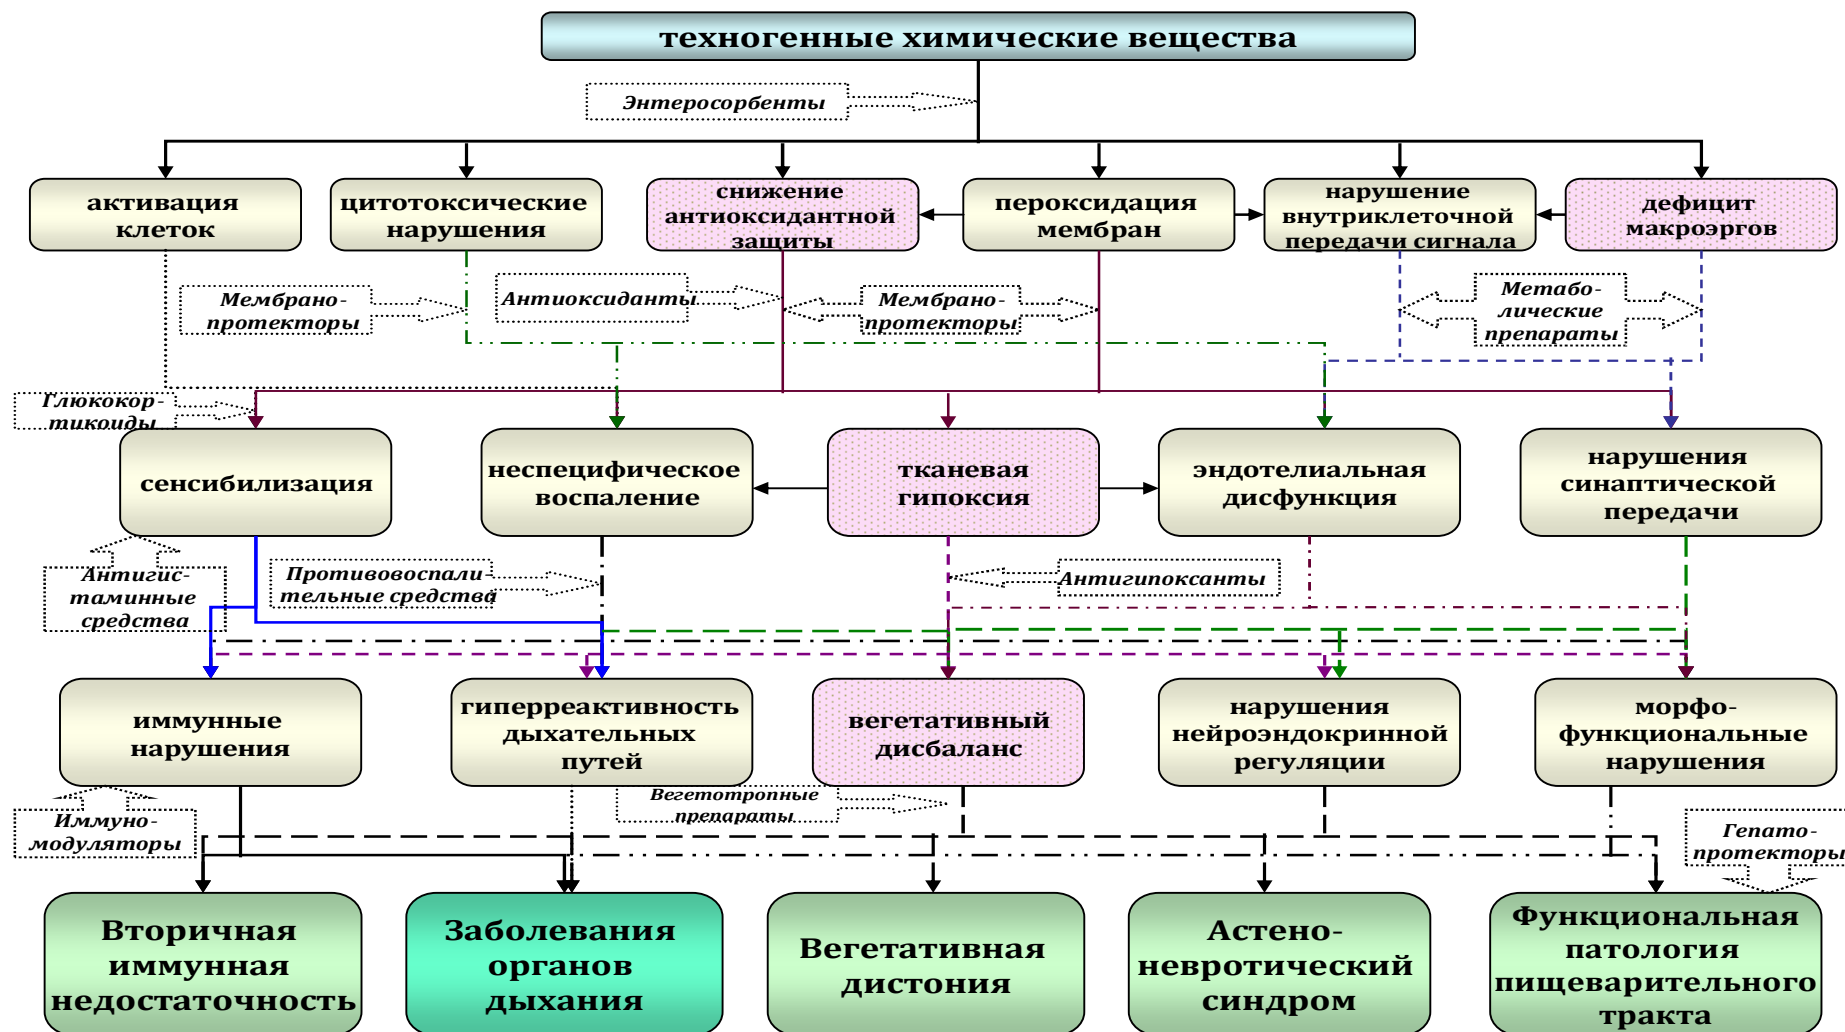 техногенные химические вещества
Энтеросорбенты
активация
клеток
цитотоксические
нарушения
снижение
антиоксидантной
защиты
пероксидация
мембран
нарушение
внутриклеточной
передачи сигнала
дефицит
макроэргов
Мембрано-
протекторы
Антиоксиданты
Мембрано-
протекторы
Метабо-
лические
препараты
Глюкокор-
тикоиды
сенсибилизация
неспецифическое
воспаление
тканевая
гипоксия
эндотелиальная
дисфункция
нарушения
синаптической
передачи
Антигис-
таминные
средства
Противовоспали-
тельные средства
Антигипоксанты
иммунные
нарушения
гиперреактивность
дыхательных
путей
вегетативный
дисбаланс
нарушения
нейроэндокринной
регуляции
морфо-
функциональные
нарушения
Иммуно-
модуляторы
Вегетотропные
препараты
Гепато-
протекторы
Вторичная
иммунная
недостаточность
Заболевания
органов
дыхания
Вегетативная
дистония
Астено-
невротический
синдром
Функциональная
патология
пищеварительного
тракта